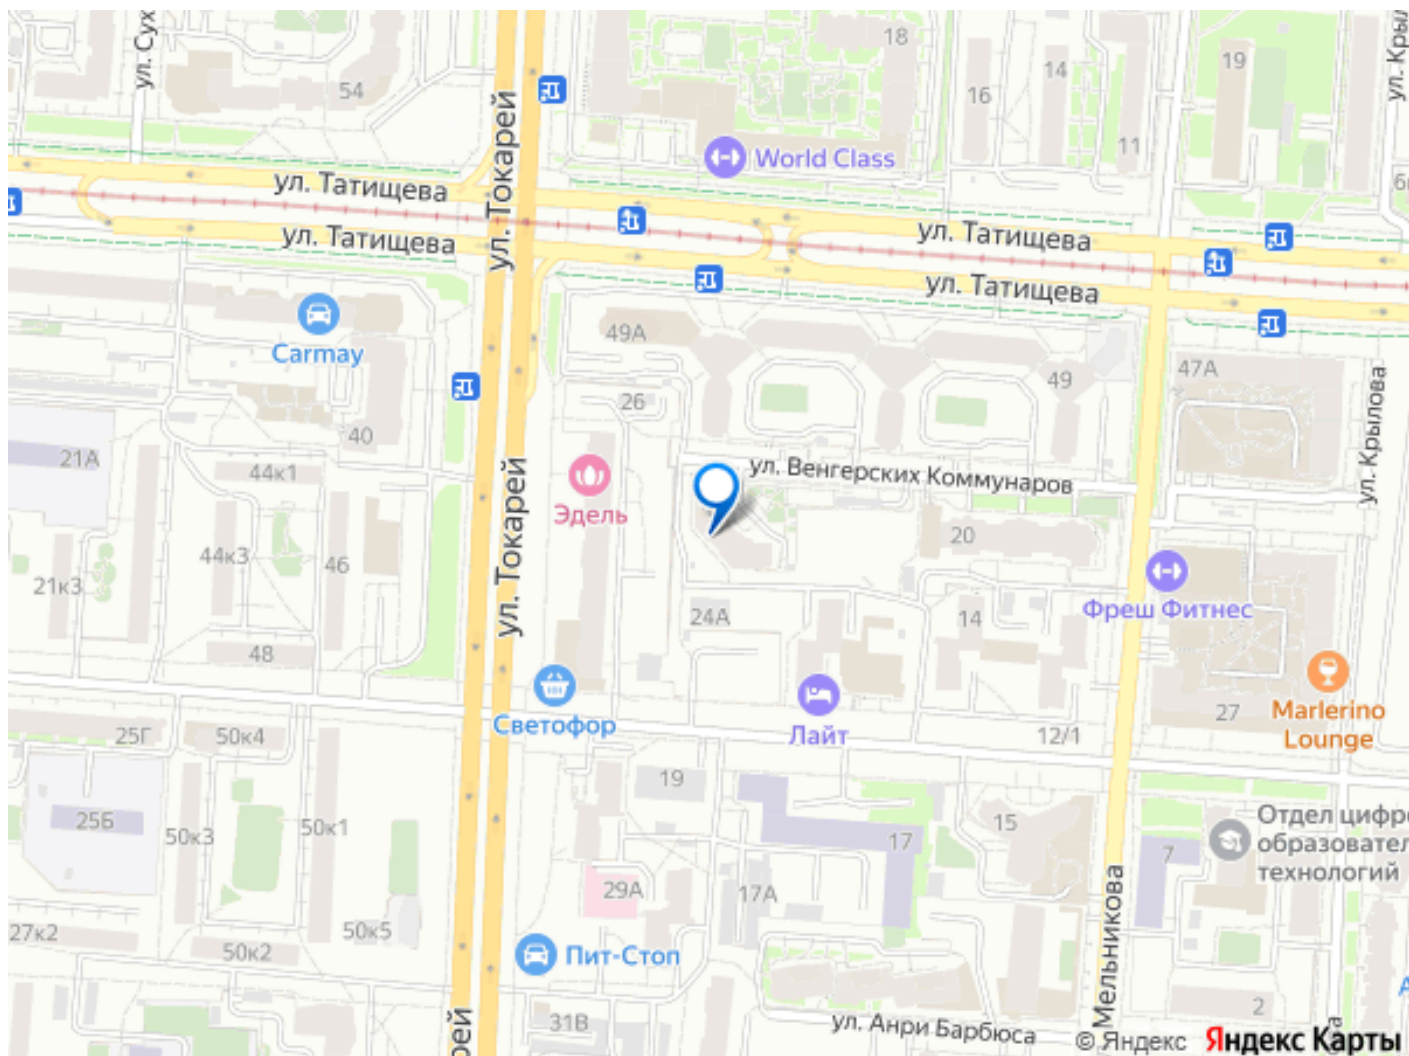 ул. Сух
18
19
ул. Кры
54
14
16
ул. Токарей
11
World Class
ул. Татищева
ул. Татищева
ул. Татищева
ул. Татищева
49А
Carmay
49
47А
26
ул. Крылова
40
21А
44к1
ул. Венгерских Коммунаров
Эдель
ул. Токарей
20
44к3
46
21к3
Фреш Фитнес
24А
14
48
Светофор
Лайт
12/1
27
Marlerino
Lounge
25Г
50к4
19
25Б
50к3
50к1
17
15
7
Отдел цифро
образовател
технологий
29А
17А
27к2
50к2
50к5
Пит-Стоп
Мельникова
2
31В
ул. Анри Барбюса
рей
© Яндекс
Яндекс Карты